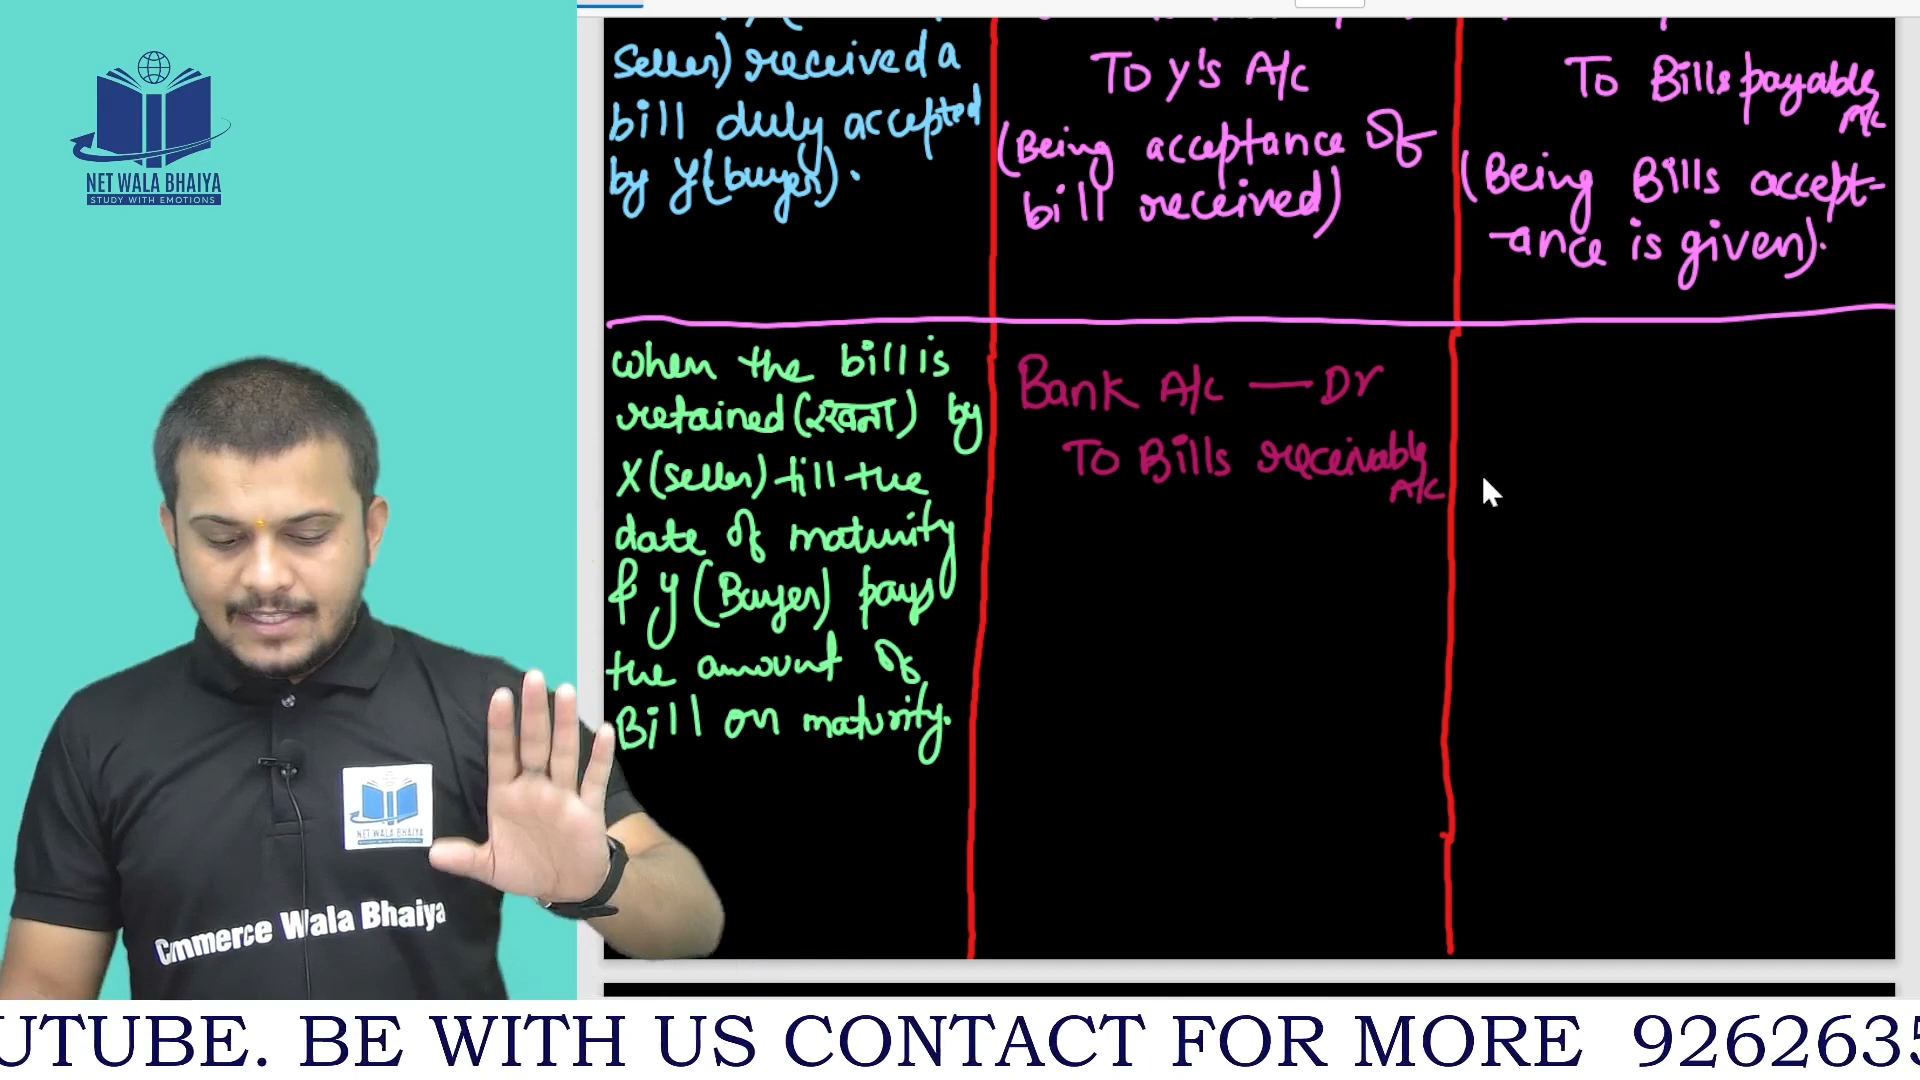 NET WALA BHAIYA
STUDY WITH EMOTIONS
Seller) received a
bill duly accepted
by Y(buyer).
To Y's A/c
(Being acceptance of
bill received)
To Bills payable
A/c
(Being Bills accept-
-ance is given).
when the bill is
retained (रखना) by
X (seller) till the
date of maturity
& y (Buyer) pays
the amount of
Bill on maturity.
Bank A/c — Dr
To Bills receivable
A/c
NET WALA BHAIYA
Commerce Wala Bhaiya
UTUBE. BE WITH US CONTACT FOR MORE 9262635